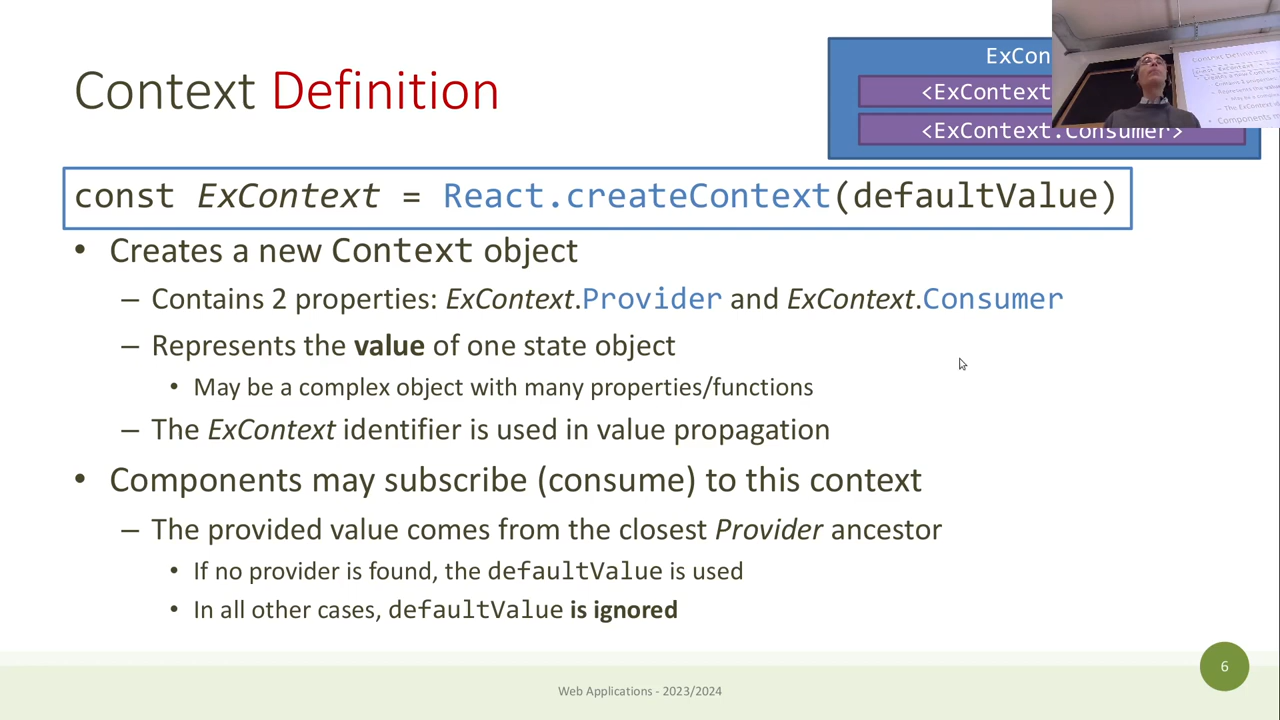 Context Definition
ExCon
<ExContext
<ExContext.Consumer>
const ExContext = React.createContext(defaultValue)
• Creates a new Context object
– Contains 2 properties: ExContext.Provider and ExContext.Consumer
– Represents the value of one state object
• May be a complex object with many properties/functions
– The ExContext identifier is used in value propagation
• Components may subscribe (consume) to this context
– The provided value comes from the closest Provider ancestor
• If no provider is found, the defaultValue is used
• In all other cases, defaultValue is ignored
6
Web Applications - 2023/2024